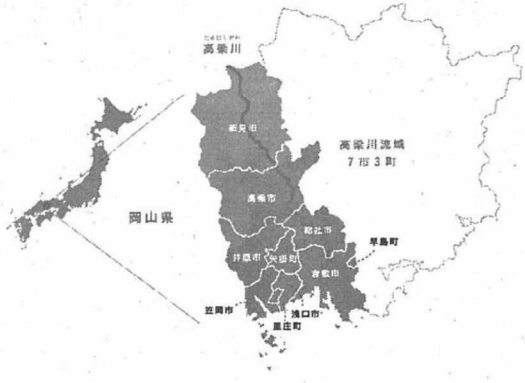 たかはしがわ
高梁川
新見市
高梁川流域
7市3町
高梁市
岡山県
総社市
早島町
井原市
矢掛町
倉敷市
笠岡市
浅口市
里庄町